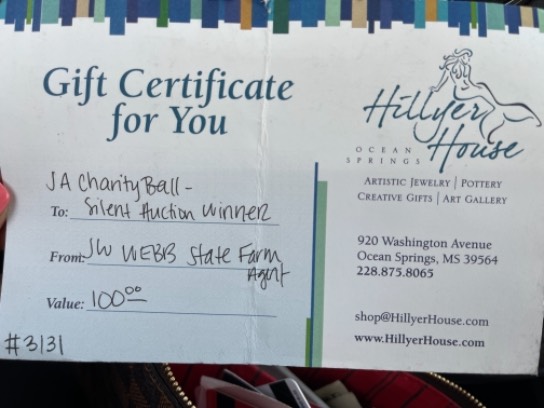 Gift Certificate
for You
JA Charity Ball -
To: Silent Auction Winner
From: JW WEBB State Farm
Agent
Value: 100⁰⁰
#3131
Hillyer
House
OCEAN
SPRINGS
ARTISTIC JEWELRY | POTTERY
CREATIVE GIFTS | ART GALLERY
920 Washington Avenue
Ocean Springs, MS 39564
228.875.8065
shop@HillyerHouse.com
www.HillyerHouse.com